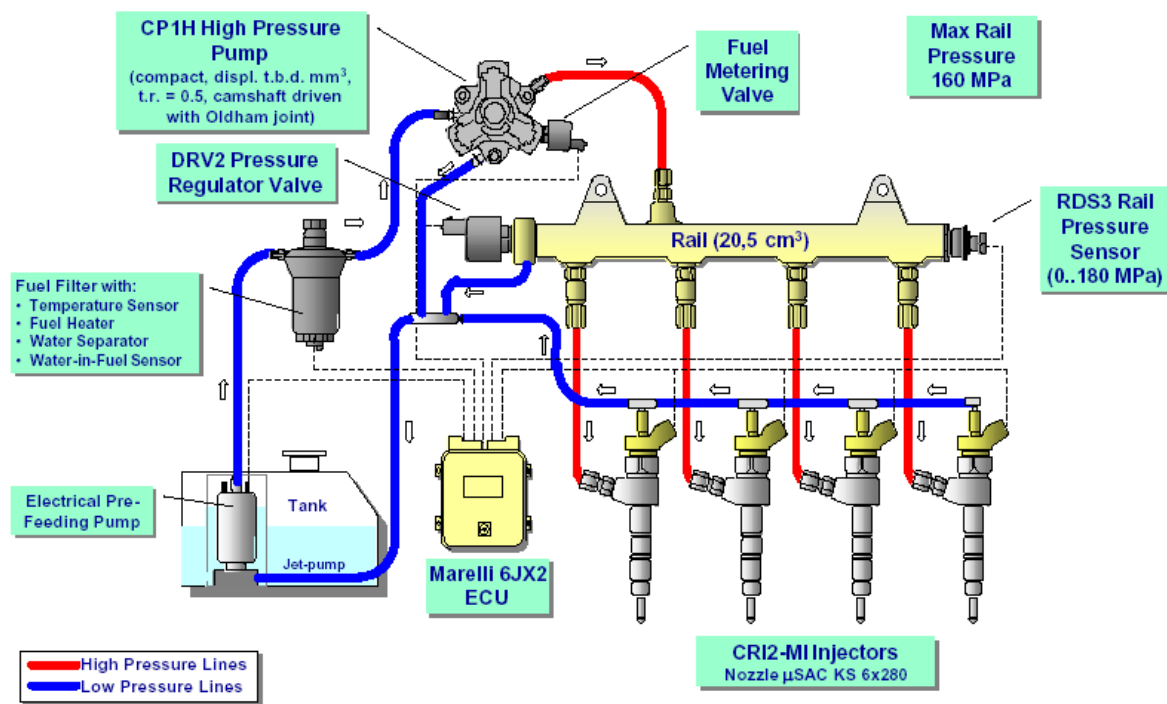 CP1H High Pressure
Pump
(compact, displ. t.b.d. mm³,
t.r. = 0.5, camshaft driven
with Oldham joint)
Fuel
Metering
Valve
Max Rail
Pressure
160 MPa
DRV2 Pressure
Regulator Valve
RDS3 Rail
Pressure
Sensor
(0..180 MPa)
Rail (20,5 cm³)
Fuel Filter with:
• Temperature Sensor
• Fuel Heater
• Water Separator
• Water-in-Fuel Sensor
Electrical Pre-
Feeding Pump
Tank
Jet-pump
Marelli 6JX2
ECU
CRI2-MI Injectors
Nozzle µSAC KS 6x280
High Pressure Lines
Low Pressure Lines